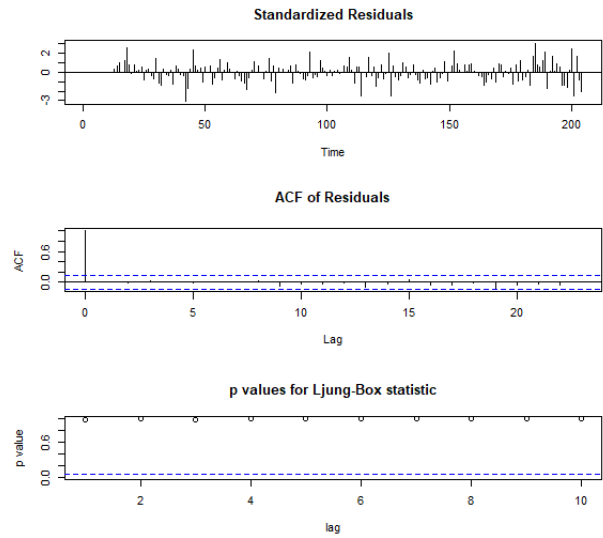 Standardized Residuals
2
0
-3
0 50 100 150 200
Time
ACF of Residuals
ACF
0.6
0.0
0 5 10 15 20
Lag
p values for Ljung-Box statistic
p value
0.6
0.0
2 4 6 8 10
lag